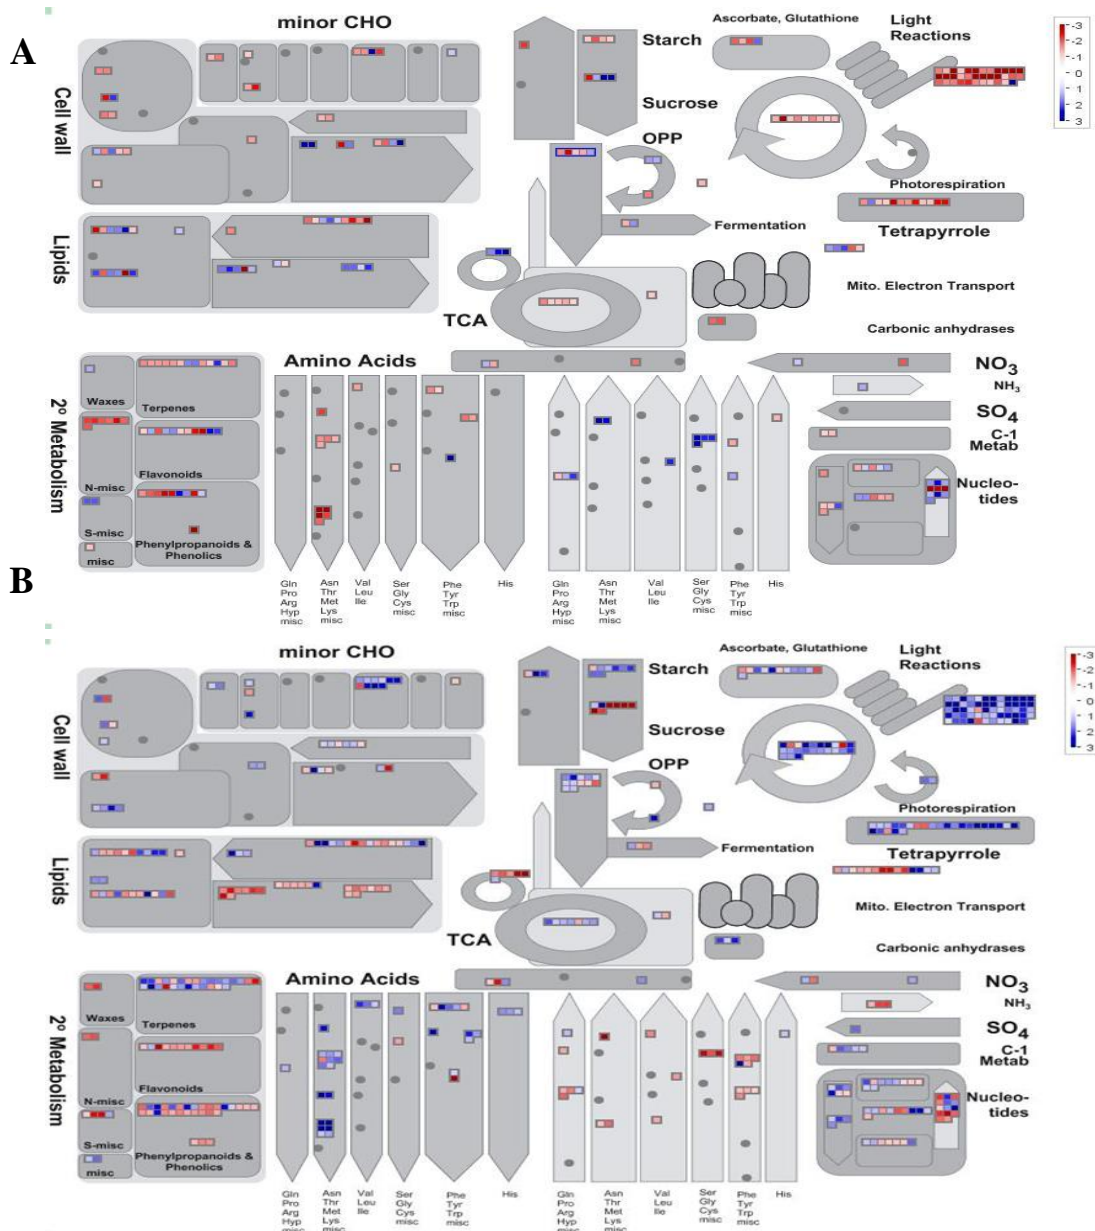 A
minor CHO
Cell wall
Lipids
Starch
Sucrose
OPP
Fermentation
TCA
Ascorbate, Glutathione
Light
Reactions
-3
-2
-1
0
1
2
3
Photorespiration
Tetrapyrrole
Mito. Electron Transport
Carbonic anhydrases
2º Metabolism
Waxes
Terpenes
Flavonoids
N-misc
S-misc
misc
Phenylpropanoids &
Phenolics
Amino Acids
NO3
NH3
SO4
C-1
Metab
Nucleo-
tides
Gln
Pro
Arg
Hyp
misc
Asn
Thr
Met
Lys
misc
Val
Leu
Ile
Ser
Gly
Cys
misc
Phe
Tyr
Trp
misc
His
Gln
Pro
Arg
Hyp
misc
Asn
Thr
Met
Lys
misc
Val
Leu
Ile
Ser
Gly
Cys
misc
Phe
Tyr
Trp
misc
His
B
minor CHO
Cell wall
Lipids
Starch
Sucrose
OPP
Fermentation
TCA
Ascorbate, Glutathione
Light
Reactions
-3
-2
-1
0
1
2
3
Photorespiration
Tetrapyrrole
Mito. Electron Transport
Carbonic anhydrases
2º Metabolism
Waxes
Terpenes
Flavonoids
N-misc
S-misc
misc
Phenylpropanoids &
Phenolics
Amino Acids
NO3
NH3
SO4
C-1
Metab
Nucleo-
tides
Gln
Pro
Arg
Hyp
misc
Asn
Thr
Met
Lys
misc
Val
Leu
Ile
Ser
Gly
Cys
misc
Phe
Tyr
Trp
misc
His
Gln
Pro
Arg
Hyp
misc
Asn
Thr
Met
Lys
misc
Val
Leu
Ile
Ser
Gly
Cys
misc
Phe
Tyr
Trp
misc
His